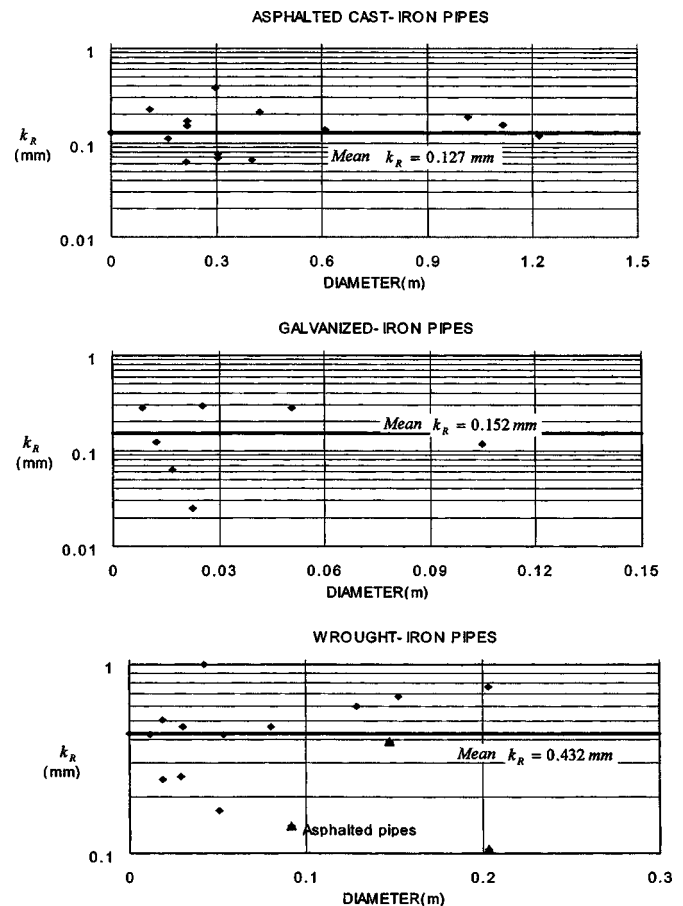 ASPHALTED CAST-IRON PIPES
1
k_R
(mm)
0.1
Mean k_R = 0.127 mm
0.01
0 0.3 0.6 0.9 1.2 1.5
DIAMETER(m)
GALVANIZED-IRON PIPES
1
Mean k_R = 0.152 mm
k_R
(mm)
0.1
0.01
0 0.03 0.06 0.09 0.12 0.15
DIAMETER(m)
WROUGHT-IRON PIPES
1
k_R
(mm)
Mean k_R = 0.432 mm
Asphalted pipes
0.1
0 0.1 0.2 0.3
DIAMETER(m)